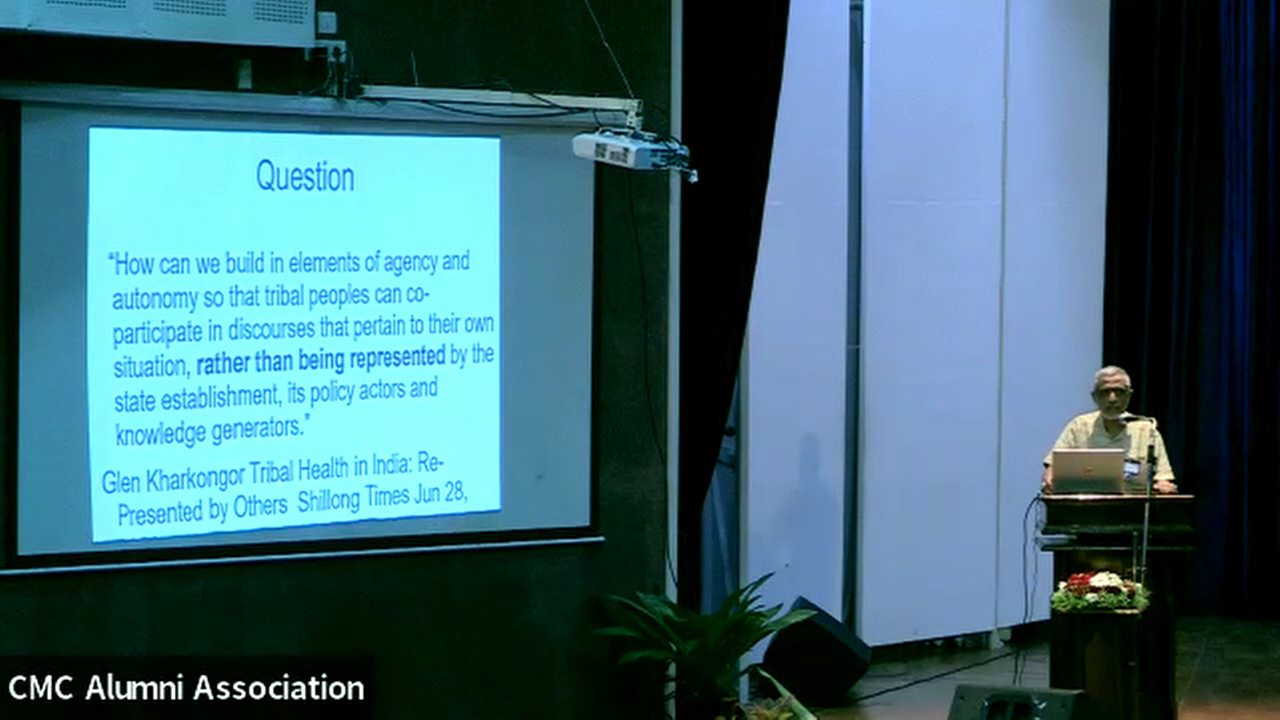 Question
“How can we build in elements of agency and
autonomy so that tribal peoples can co-
participate in discourses that pertain to their own
situation, rather than being represented by the
state establishment, its policy actors and
knowledge generators.”
Glen Kharkongor Tribal Health in India: Re-
Presented by Others Shillong Times Jun 28,
CMC Alumni Association